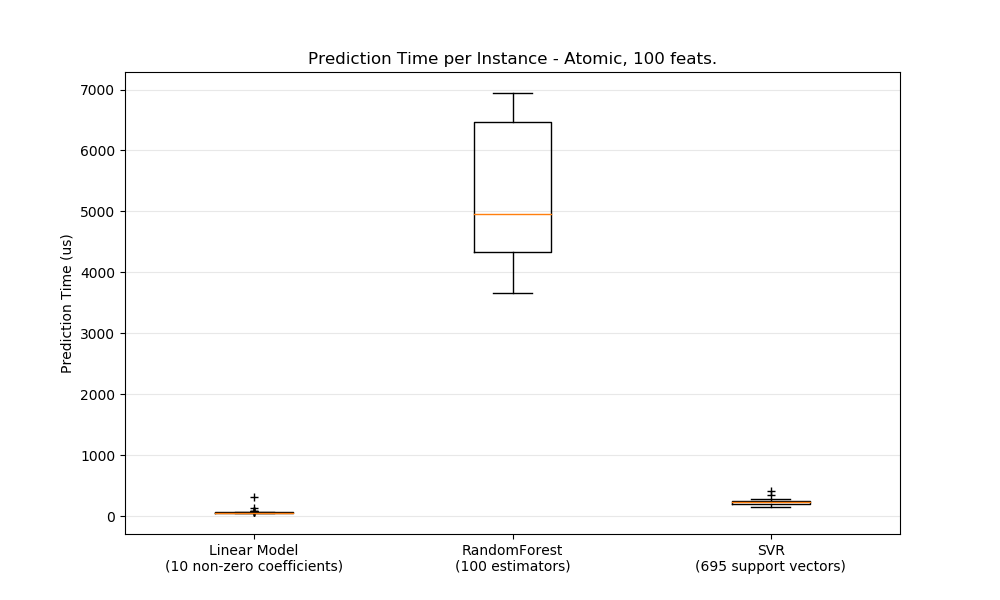 Prediction Time per Instance - Atomic, 100 feats.
Prediction Time (us)
7000
6000
5000
4000
3000
2000
1000
0
Linear Model
(10 non-zero coefficients)
RandomForest
(100 estimators)
SVR
(695 support vectors)